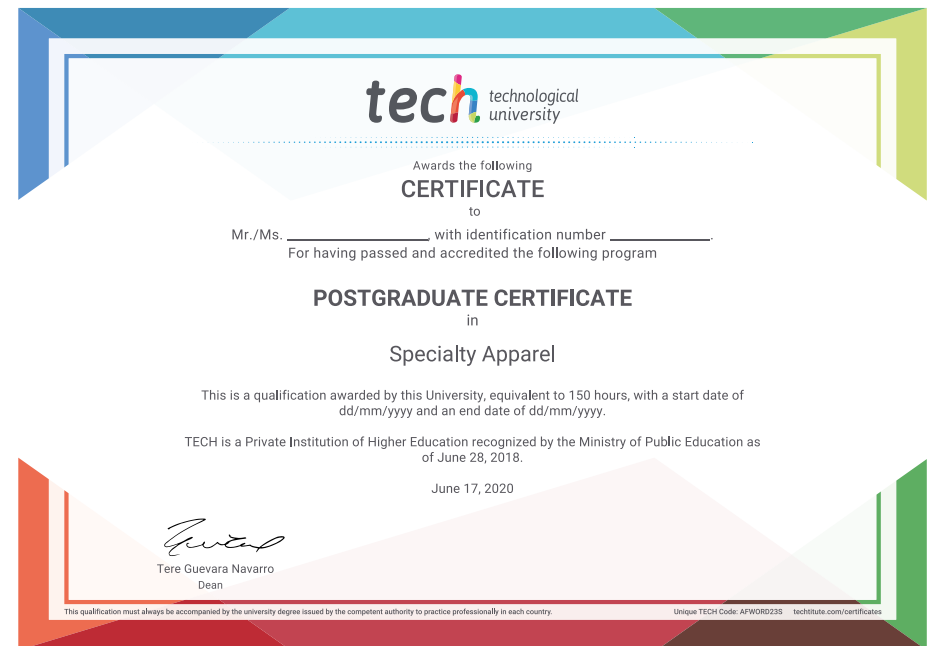 tech technological
university
Awards the following
CERTIFICATE
to
Mr./Ms. ____________________, with identification number ______________.
For having passed and accredited the following program
POSTGRADUATE CERTIFICATE
in
Specialty Apparel
This is a qualification awarded by this University, equivalent to 150 hours, with a start date of
dd/mm/yyyy and an end date of dd/mm/yyyy.
TECH is a Private Institution of Higher Education recognized by the Ministry of Public Education as
of June 28, 2018.
June 17, 2020
Tere Guevara Navarro
Dean
This qualification must always be accompanied by the university degree issued by the competent authority to practice professionally in each country.
Unique TECH Code: AFWORD23S techtitute.com/certificates